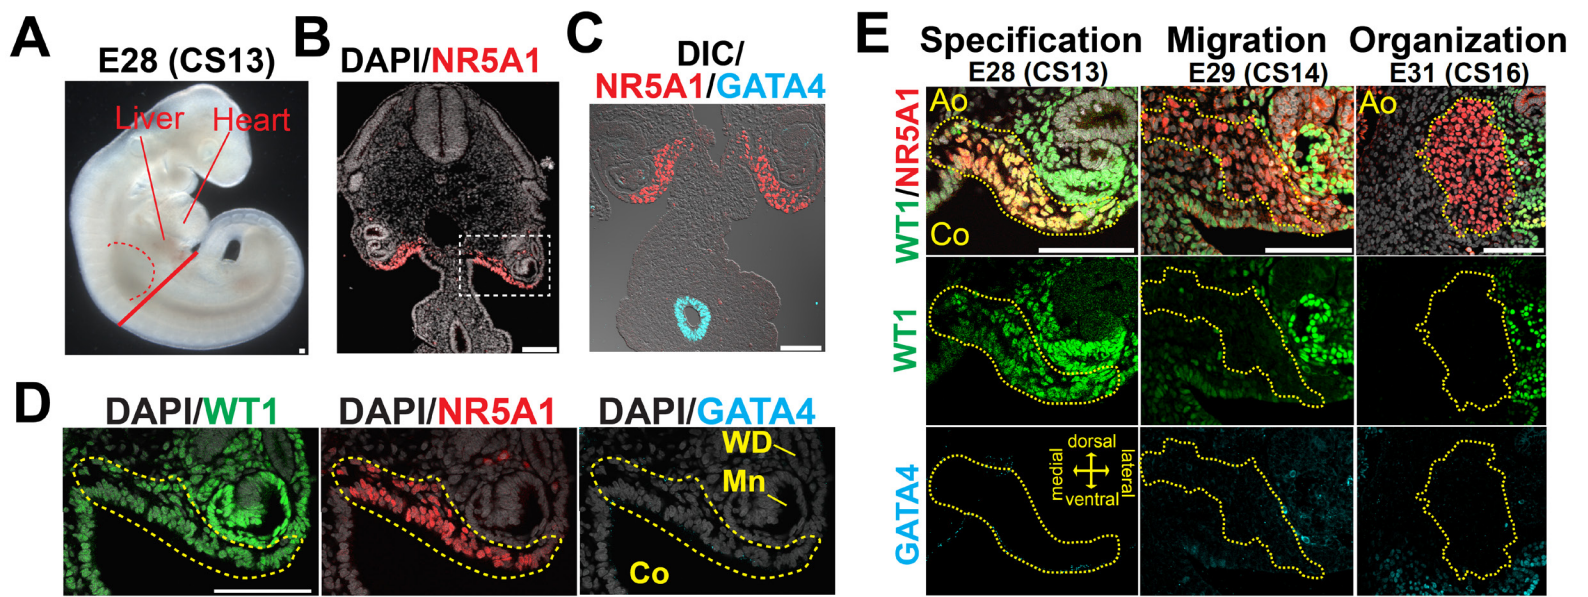 A
E28 (CS13)
Liver
Heart
B
DAPI/NR5A1
C
DIC/
NR5A1/GATA4
D
DAPI/WT1
DAPI/NR5A1
DAPI/GATA4
WD
Mn
Co
E
Specification
E28 (CS13)
Migration
E29 (CS14)
Organization
E31 (CS16)
WT1/NR5A1
Ao
Co
Ao
WT1
GATA4
dorsal
medial
lateral
ventral